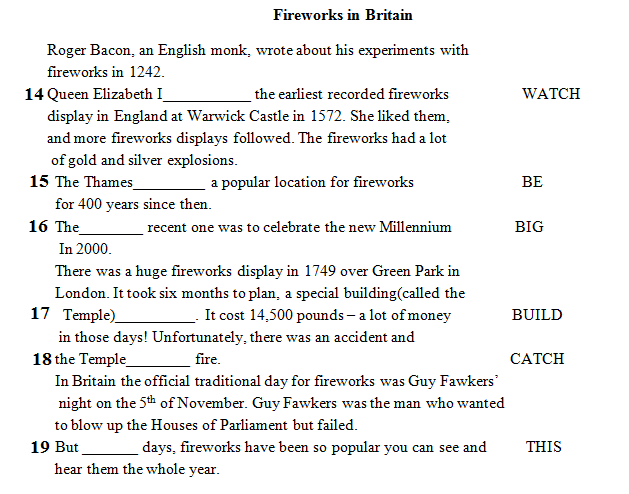 Fireworks in Britain
Roger Bacon, an English monk, wrote about his experiments with
fireworks in 1242.
14 Queen Elizabeth I___________ the earliest recorded fireworks WATCH
display in England at Warwick Castle in 1572. She liked them,
and more fireworks displays followed. The fireworks had a lot
of gold and silver explosions.
15 The Thames_________ a popular location for fireworks BE
for 400 years since then.
16 The________ recent one was to celebrate the new Millennium BIG
In 2000.
There was a huge fireworks display in 1749 over Green Park in
London. It took six months to plan, a special building(called the
17 Temple)__________. It cost 14,500 pounds – a lot of money BUILD
in those days! Unfortunately, there was an accident and
18 the Temple________ fire. CATCH
In Britain the official traditional day for fireworks was Guy Fawkers’
night on the 5th of November. Guy Fawkers was the man who wanted
to blow up the Houses of Parliament but failed.
19 But _______ days, fireworks have been so popular you can see and THIS
hear them the whole year.